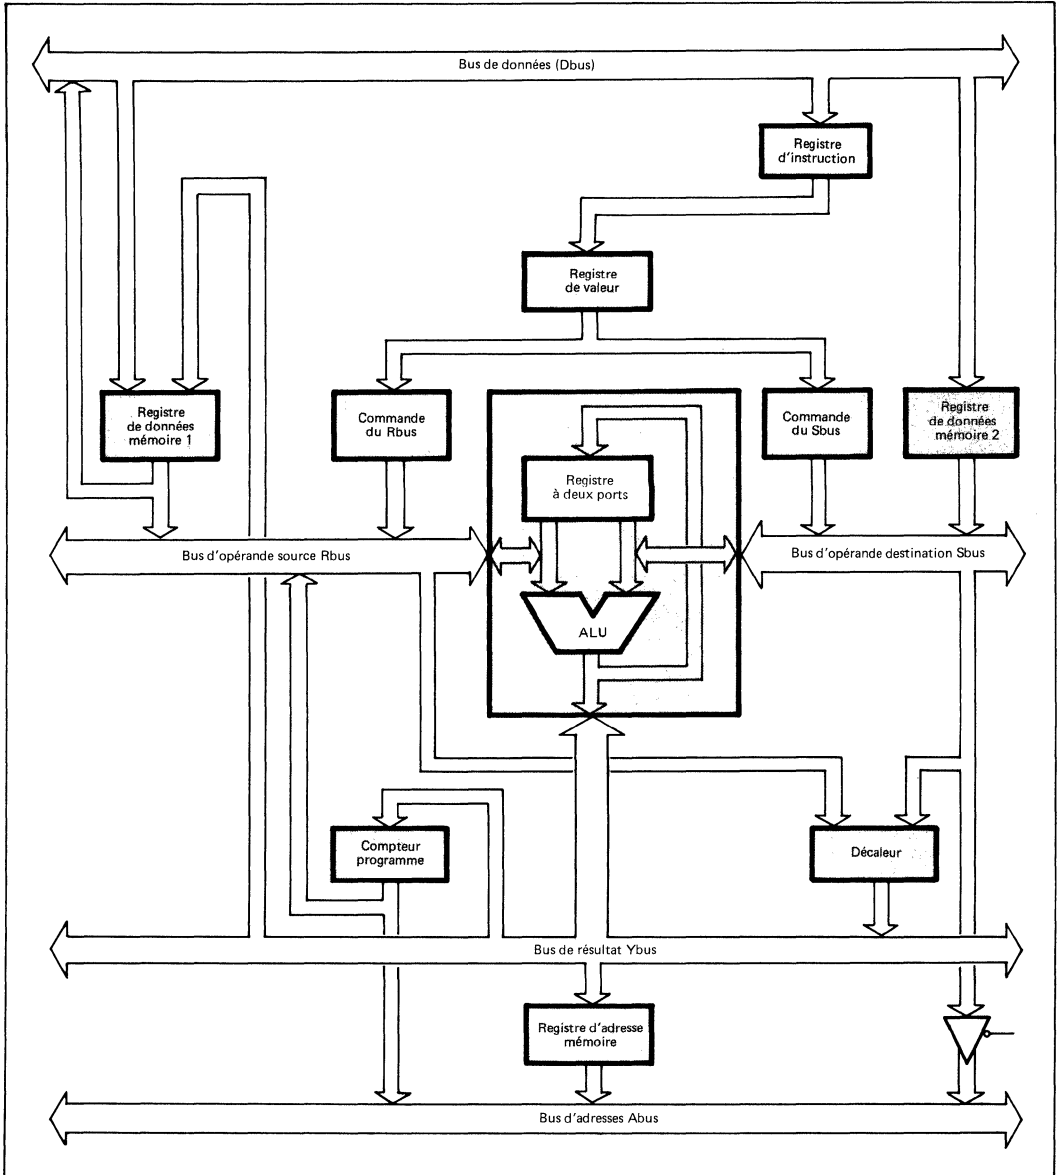 Bus de données (Dbus)
Registre
d'instruction
Registre
de valeur
Registre
de données
mémoire 1
Commande
du Rbus
Commande
du Sbus
Registre
de données
mémoire 2
Registre
à deux ports
Bus d'opérande source Rbus
Bus d'opérande destination Sbus
ALU
Compteur
programme
Décaleur
Bus de résultat Ybus
Registre d'adresse
mémoire
Bus d'adresses Abus